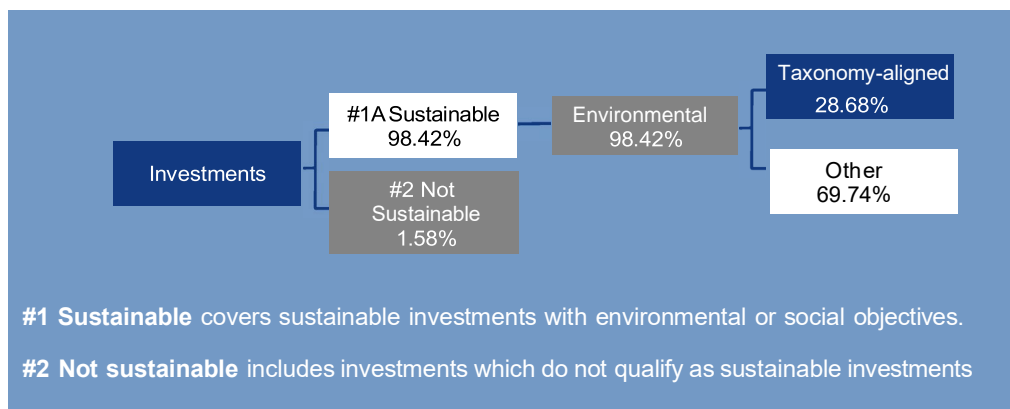 Investments
#1A Sustainable
98.42%
#2 Not
Sustainable
1.58%
Environmental
98.42%
Taxonomy-aligned
28.68%
Other
69.74%
#1 Sustainable covers sustainable investments with environmental or social objectives.
#2 Not sustainable includes investments which do not qualify as sustainable investments